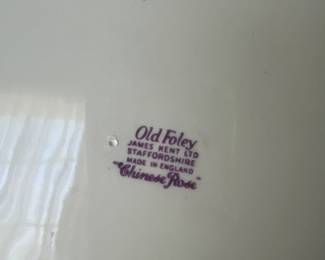 Old Foley
JAMES KENT LTD
STAFFORDSHIRE
MADE IN ENGLAND
"Chinese Rose"